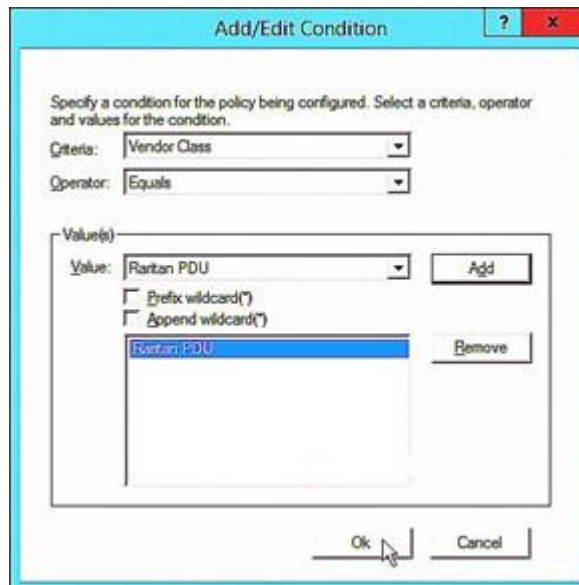 Add/Edit Condition
?
x
Specify a condition for the policy being configured. Select a criteria, operator
and values for the condition.
Criteria:
Vendor Class
Operator:
Equals
Value(s)
Value:
Raritan PDU
Add
Prefix wildcard(*)
Append wildcard(*)
Raritan PDU
Remove
Ok
Cancel